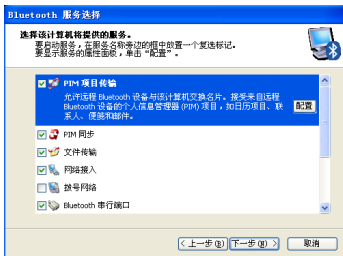 Bluetooth 服务选择
选择该计算机将提供的服务。
要启动服务，在服务名称旁边的框中放置一个复选标记。
要显示服务的属性面板，单击“配置”。
PIM 项目传输
允许远程 Bluetooth 设备与该计算机交换名片。接受来自远程
Bluetooth 设备的个人信息管理器 (PIM) 项目，如日历项目、联
系人、便笺和邮件。
配置
PIM 同步
文件传输
网络接入
拨号网络
Bluetooth 串行端口
< 上一步(B)
下一步(N) >
取消